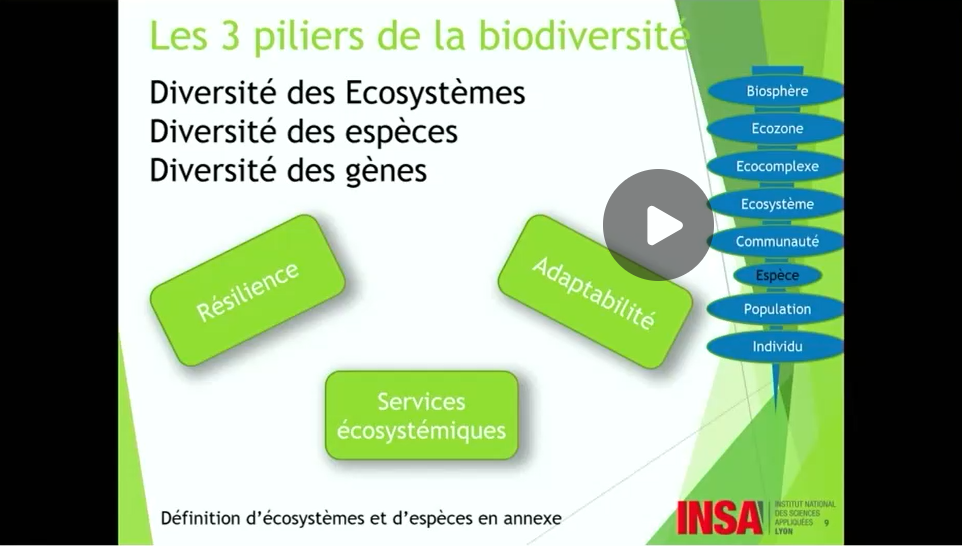 Les 3 piliers de la biodiversité
Diversité des Ecosystèmes
Diversité des espèces
Diversité des gènes
Résilience
Adaptabilité
Services
écosystémiques
Biosphère
Ecozone
Ecocomplexe
Ecosystème
Communauté
Espèce
Population
Individu
Définition d'écosystèmes et d'espèces en annexe
INSA
INSTITUT NATIONAL
DES SCIENCES
APPLIQUÉES
LYON
9